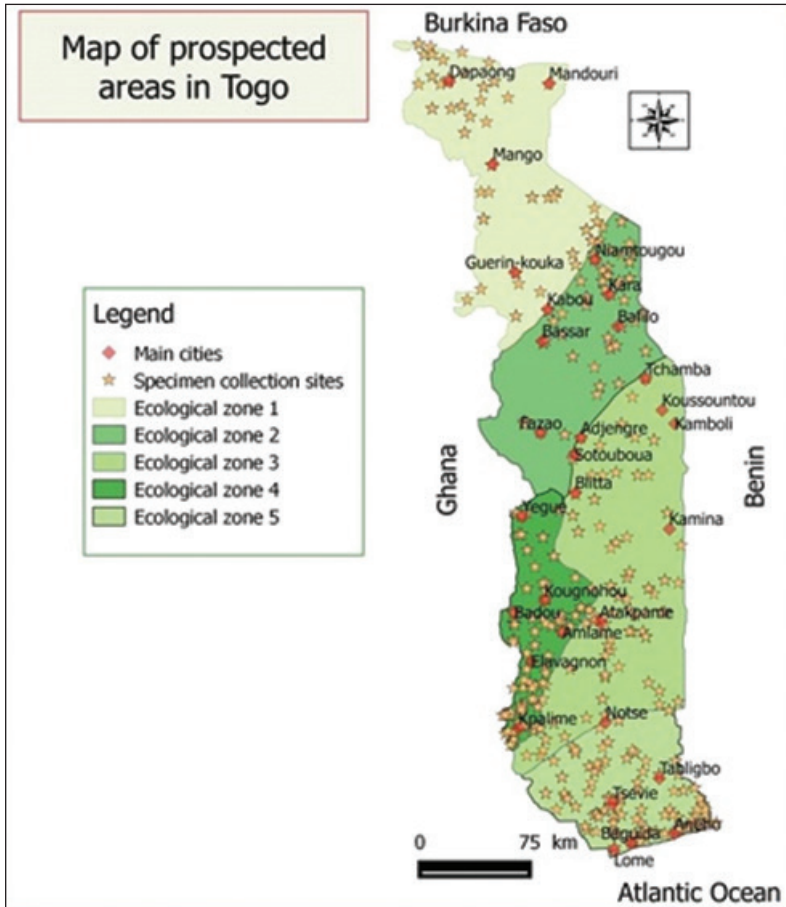 Burkina Faso
Map of prospected
areas in Togo
Dapaong
Mandouri
Mango
Niamtougou
Guerin-kouka
Kara
Kabou
Bafilo
Bassar
Tchamba
Koussountou
Kamboli
Fazao
Adjengre
Sotouboua
Blitta
Yegue
Kamina
Kougnohou
Badou
Atakpame
Amlame
Elavagnon
Kpalime
Notse
Tabligbo
Tsevie
Aneho
Baguida
Lome
Ghana
Benin
Legend
Main cities
Specimen collection sites
Ecological zone 1
Ecological zone 2
Ecological zone 3
Ecological zone 4
Ecological zone 5
0 75 km
Atlantic Ocean